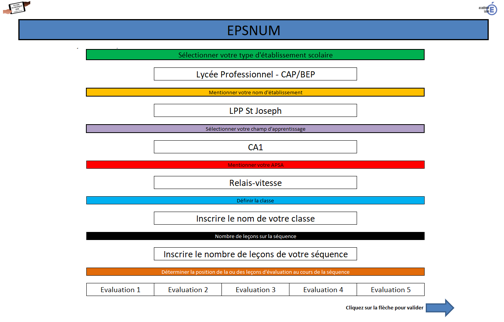 EPSNUM
Sélectionner votre type d'établissement scolaire
Lycée Professionnel - CAP/BEP
Mentionner votre nom d'établissement
LPP St Joseph
Sélectionner votre champ d'apprentissage
CA1
Mentionner votre APSA
Relais-vitesse
Définir la classe
Inscrire le nom de votre classe
Nombre de leçons sur la séquence
Inscrire le nombre de leçons de votre séquence
Déterminer la position de la ou des leçons d'évaluation au cours de la séquence
Evaluation 1 Evaluation 2 Evaluation 3 Evaluation 4 Evaluation 5
Cliquez sur la flèche pour valider